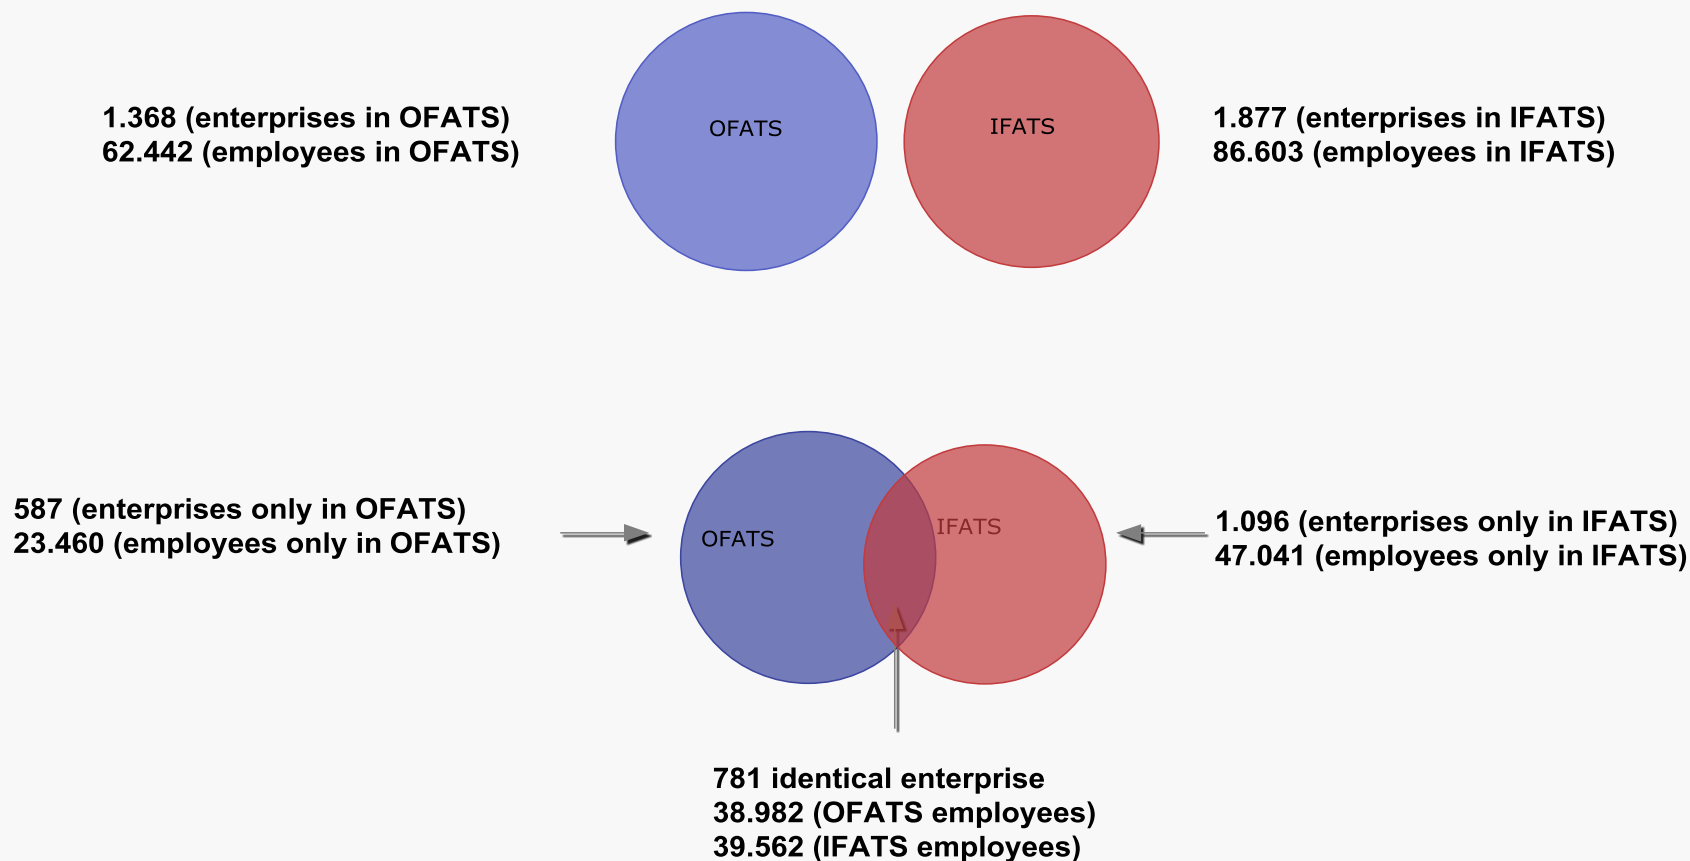 1.368 (enterprises in OFATS)
62.442 (employees in OFATS)
OFATS
IFATS
1.877 (enterprises in IFATS)
86.603 (employees in IFATS)
587 (enterprises only in OFATS)
23.460 (employees only in OFATS)
OFATS
IFATS
1.096 (enterprises only in IFATS)
47.041 (employees only in IFATS)
781 identical enterprise
38.982 (OFATS employees)
39.562 (IFATS employees)